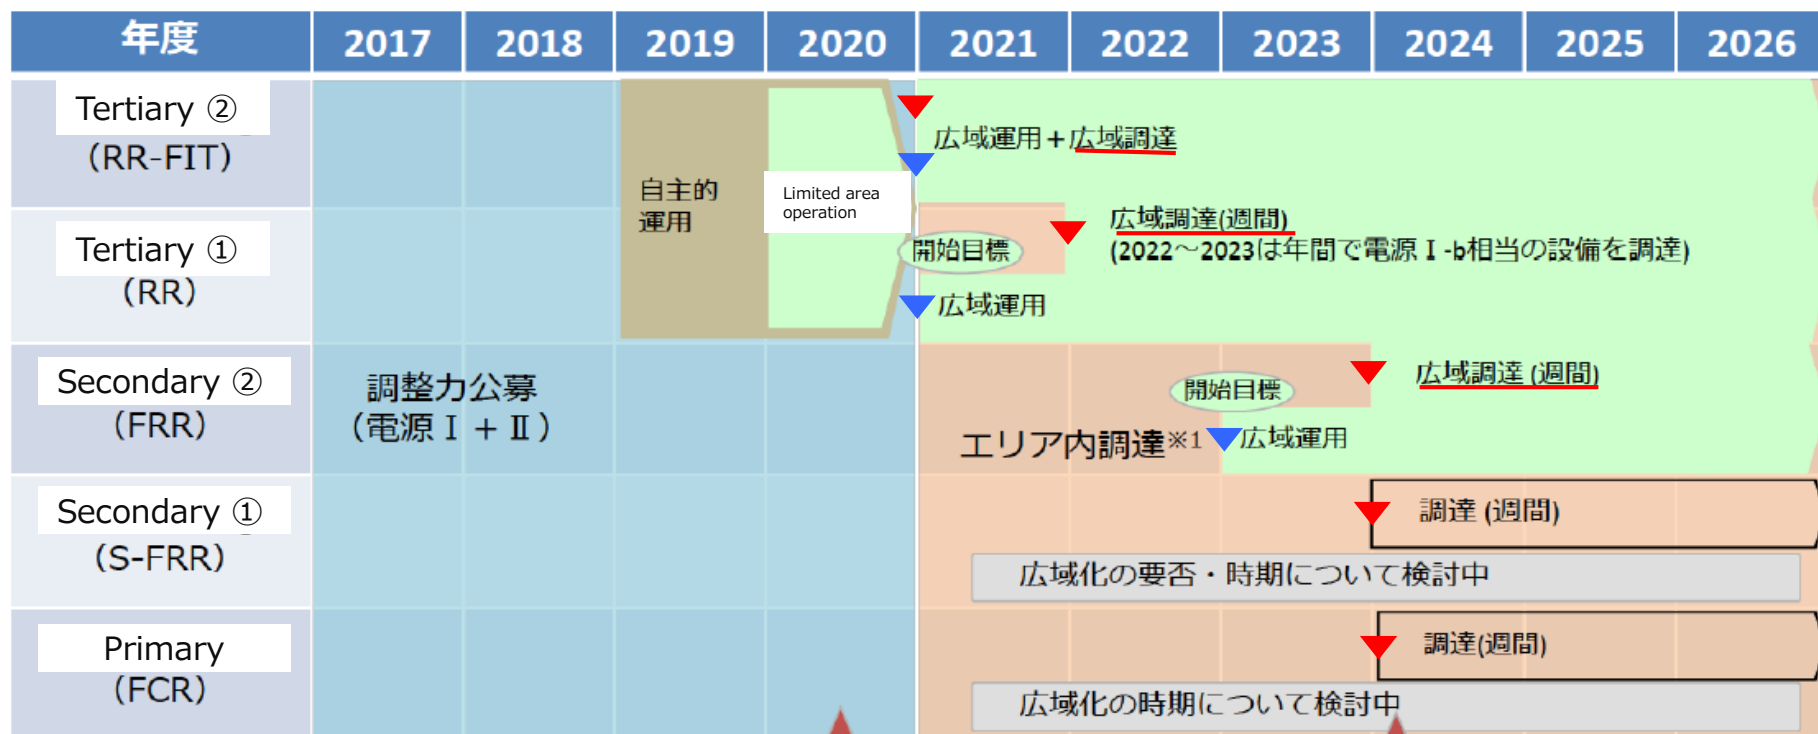 年度 2017 2018 2019 2020 2021 2022 2023 2024 2025 2026
Tertiary ②
（RR-FIT）
広域運用＋広域調達
自主的
運用
Limited area
operation
Tertiary ①
（RR）
開始目標
広域調達(週間)
(2022～2023は年間で電源Ⅰ-b相当の設備を調達)
広域運用
Secondary ②
（FRR）
調整力公募
（電源Ⅰ＋Ⅱ）
開始目標
広域調達 (週間)
エリア内調達※1
広域運用
Secondary ①
（S-FRR）
調達 (週間)
広域化の要否・時期について検討中
Primary
（FCR）
調達(週間)
広域化の時期について検討中